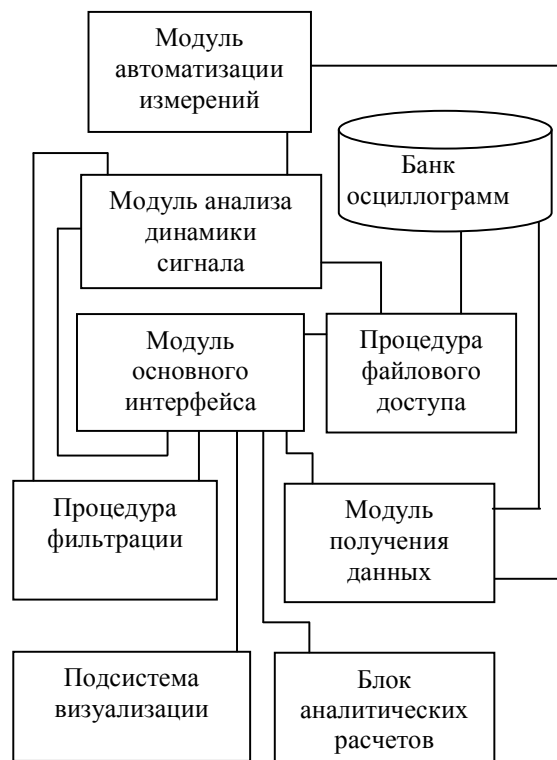 Модуль
автоматизации
измерений
Банк
осциллограмм
Модуль анализа
динамики
сигнала
Модуль
основного
интерфейса
Процедура
файлового
доступа
Процедура
фильтрации
Модуль
получения
данных
Подсистема
визуализации
Блок
аналитических
расчетов